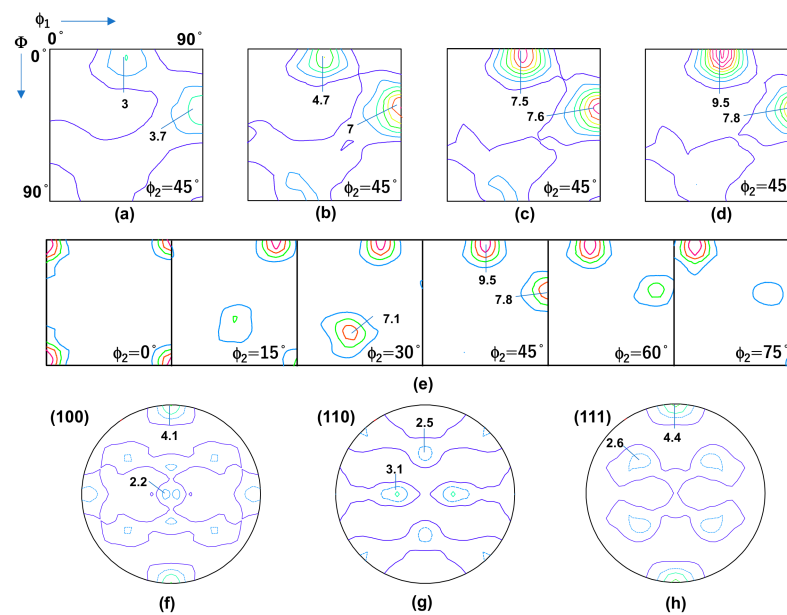 ϕ₁
0° 90°
Φ 0°
3
3.7
90°
ϕ₂=45°
(a)
4.7
7
ϕ₂=45°
(b)
7.5
7.6
ϕ₂=45°
(c)
9.5
7.8
ϕ₂=45
(d)
9.5
7.8
7.1
ϕ₂=0° ϕ₂=15° ϕ₂=30° ϕ₂=45° ϕ₂=60° ϕ₂=75°
(e)
(100)
4.1
2.2
(f)
(110)
2.5
3.1
(g)
(111)
2.6
4.4
(h)